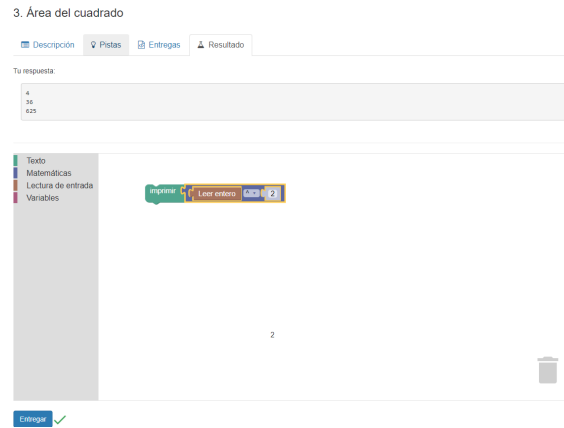 3. Área del cuadrado
Descripción Pistas Entregas Resultado
Tu respuesta:
4
36
625
Texto
Matemáticas
Lectura de entrada
Variables
imprimir Leer entero ^ 2
2
Entregar